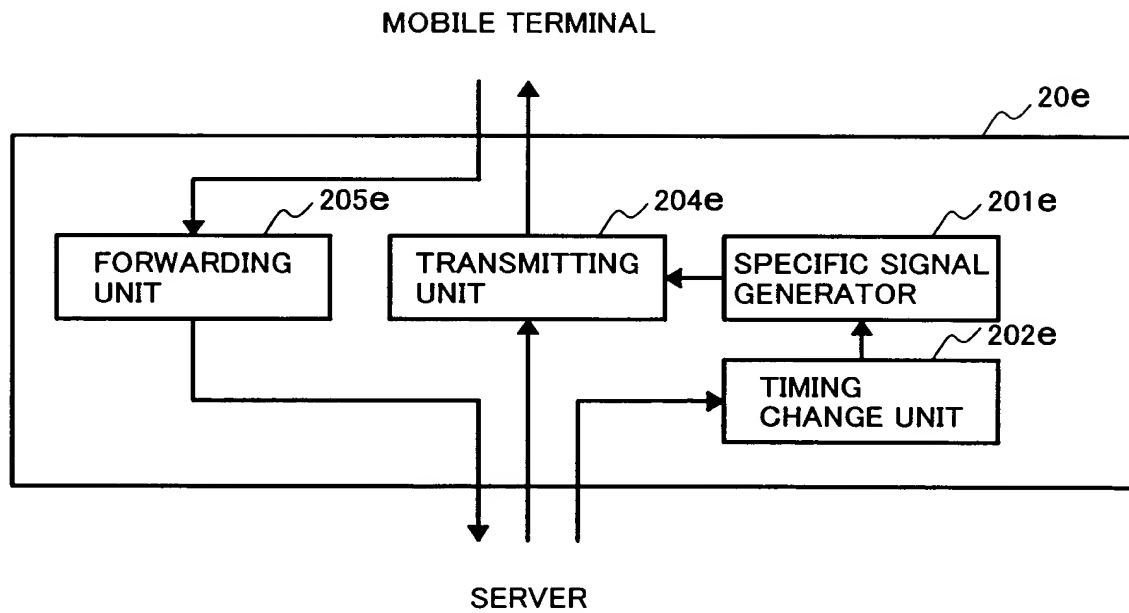 MOBILE TERMINAL
20e
205e
204e
201e
FORWARDING
UNIT
TRANSMITTING
UNIT
SPECIFIC SIGNAL
GENERATOR
202e
TIMING
CHANGE UNIT
SERVER